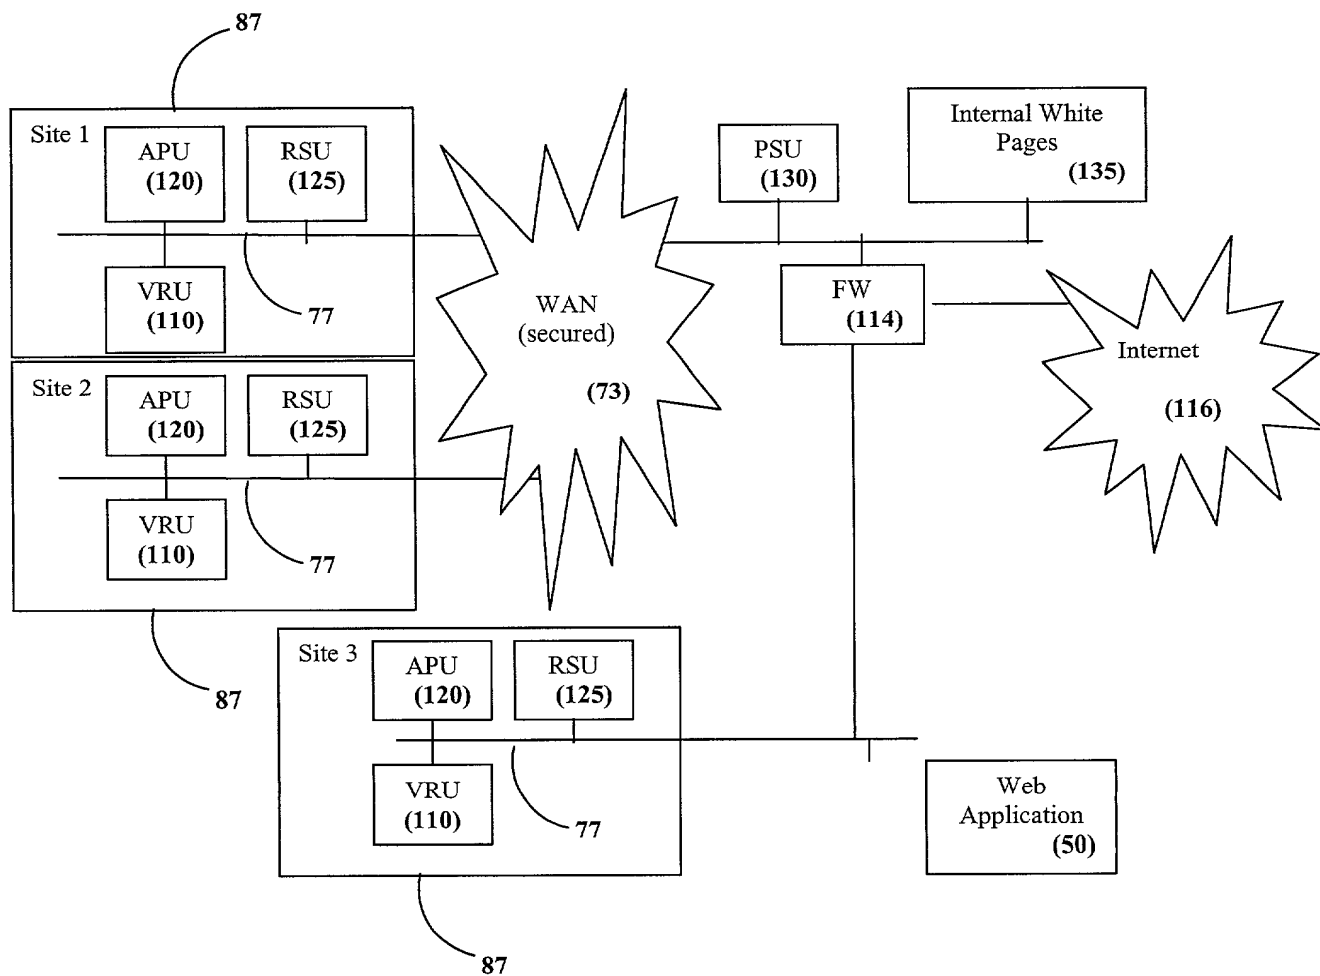 87
Site 1
APU
(120)
RSU
(125)
VRU
(110)
77
Site 2
APU
(120)
RSU
(125)
VRU
(110)
77
87
WAN
(secured)
(73)
PSU
(130)
Internal White
Pages
(135)
FW
(114)
Internet
(116)
Site 3
APU
(120)
RSU
(125)
VRU
(110)
77
87
Web
Application
(50)